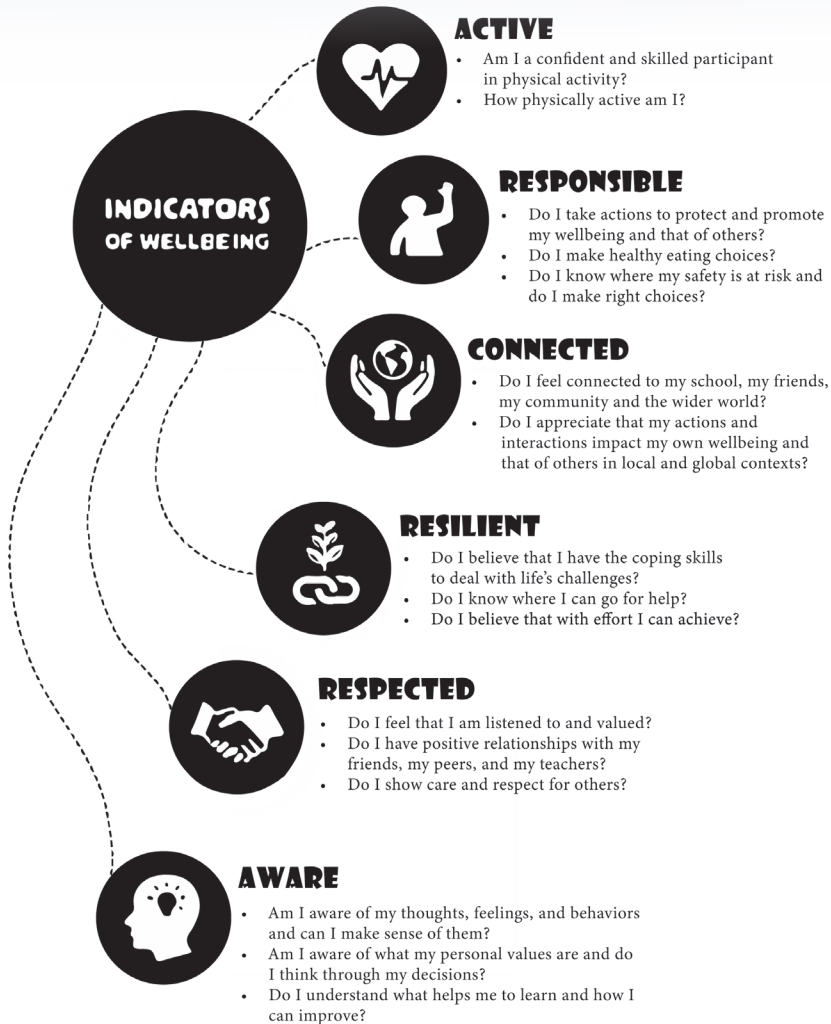 INDICATORS
OF WELLBEING
ACTIVE
• Am I a confident and skilled participant
in physical activity?
• How physically active am I?
RESPONSIBLE
• Do I take actions to protect and promote
my wellbeing and that of others?
• Do I make healthy eating choices?
• Do I know where my safety is at risk and
do I make right choices?
CONNECTED
• Do I feel connected to my school, my friends,
my community and the wider world?
• Do I appreciate that my actions and
interactions impact my own wellbeing and
that of others in local and global contexts?
RESILIENT
• Do I believe that I have the coping skills
to deal with life's challenges?
• Do I know where I can go for help?
• Do I believe that with effort I can achieve?
RESPECTED
• Do I feel that I am listened to and valued?
• Do I have positive relationships with my
friends, my peers, and my teachers?
• Do I show care and respect for others?
AWARE
• Am I aware of my thoughts, feelings, and behaviors
and can I make sense of them?
• Am I aware of what my personal values are and do
I think through my decisions?
• Do I understand what helps me to learn and how I
can improve?